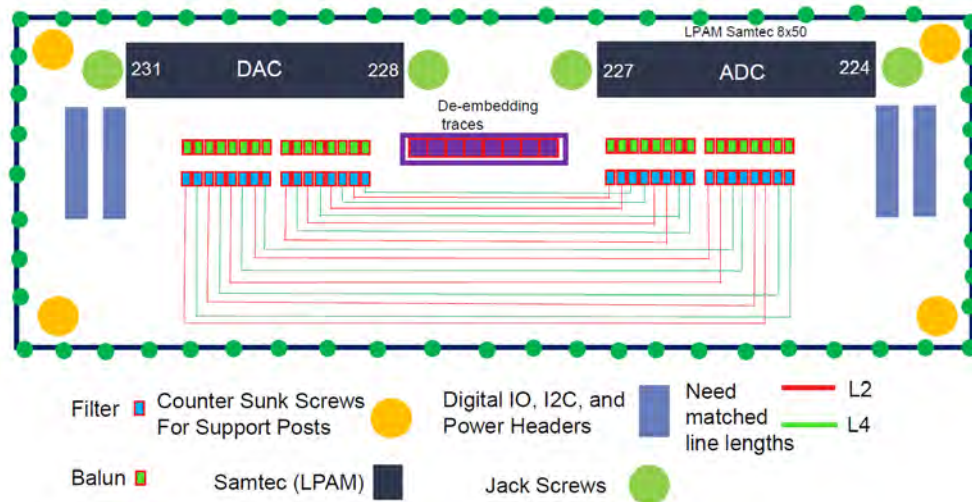 LPAM Samtec 8x50
231 DAC 228
227 ADC 224
De-embedding
traces
Filter
Counter Sunk Screws
For Support Posts
Digital IO, I2C, and
Power Headers
Need
matched
line lengths
L2
L4
Balun
Samtec (LPAM)
Jack Screws